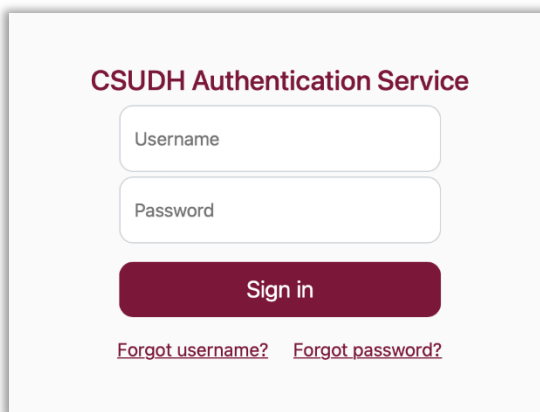 CSUDH Authentication Service
Username
Password
Sign in
Forgot username? Forgot password?